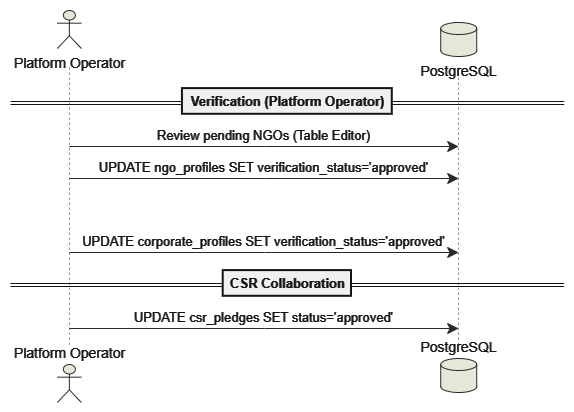 Platform Operator
PostgreSQL
Verification (Platform Operator)
Review pending NGOs (Table Editor)
UPDATE ngo_profiles SET verification_status='approved'
UPDATE corporate_profiles SET verification_status='approved'
CSR Collaboration
UPDATE csr_pledges SET status='approved'
Platform Operator
PostgreSQL